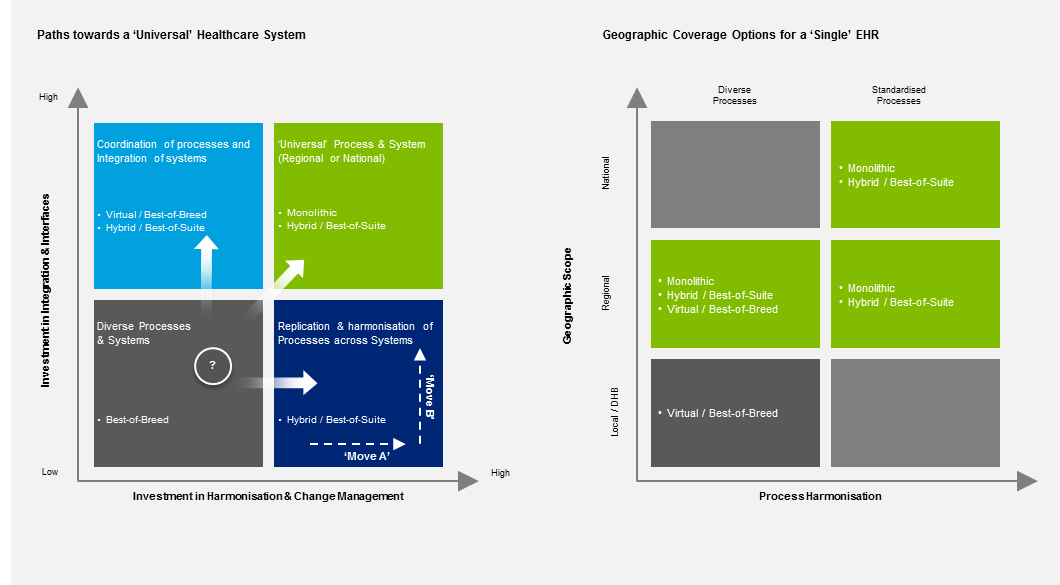 Paths towards a ‘Universal’ Healthcare System
High
Investment in Integration & Interfaces
Coordination of processes and
Integration of systems
• Virtual / Best-of-Breed
• Hybrid / Best-of-Suite
‘Universal’ Process & System
(Regional or National)
• Monolithic
• Hybrid / Best-of-Suite
Diverse Processes
& Systems
?
• Best-of-Breed
Replication & harmonisation of
Processes across Systems
• Hybrid / Best-of-Suite
‘Move B’
‘Move A’
Low
High
Investment in Harmonisation & Change Management
Geographic Coverage Options for a ‘Single’ EHR
Diverse
Processes
Standardised
Processes
Geographic Scope
National
• Monolithic
• Hybrid / Best-of-Suite
Regional
• Monolithic
• Hybrid / Best-of-Suite
• Virtual / Best-of-Breed
• Monolithic
• Hybrid / Best-of-Suite
Local / DHB
• Virtual / Best-of-Breed
Process Harmonisation